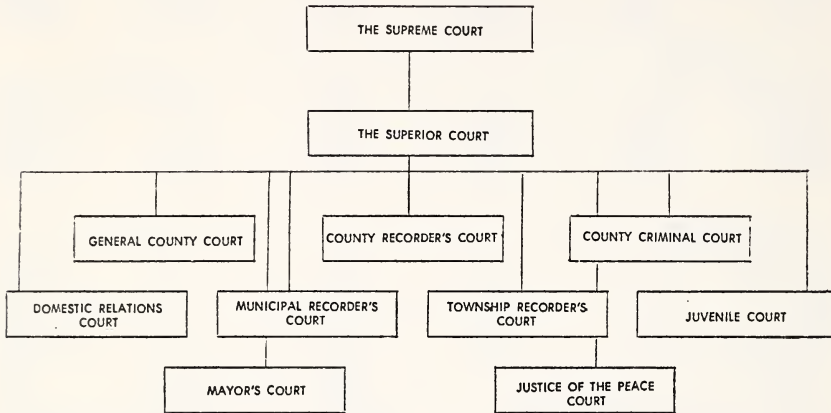 THE SUPREME COURT
THE SUPERIOR COURT
GENERAL COUNTY COURT
COUNTY RECORDER'S COURT
COUNTY CRIMINAL COURT
DOMESTIC RELATIONS
COURT
MUNICIPAL RECORDER'S
COURT
TOWNSHIP RECORDER'S
COURT
JUVENILE COURT
MAYOR'S COURT
JUSTICE OF THE PEACE
COURT